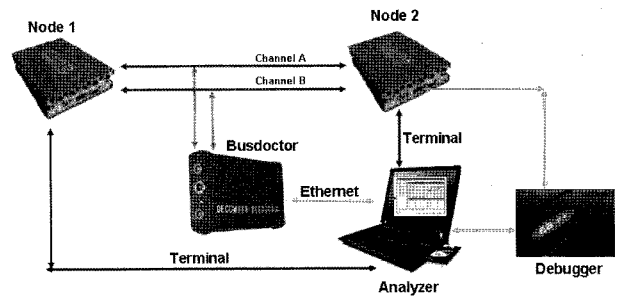 Node 1
Node 2
Channel A
Channel B
Busdoctor
Terminal
Ethernet
Terminal
Analyzer
Debugger